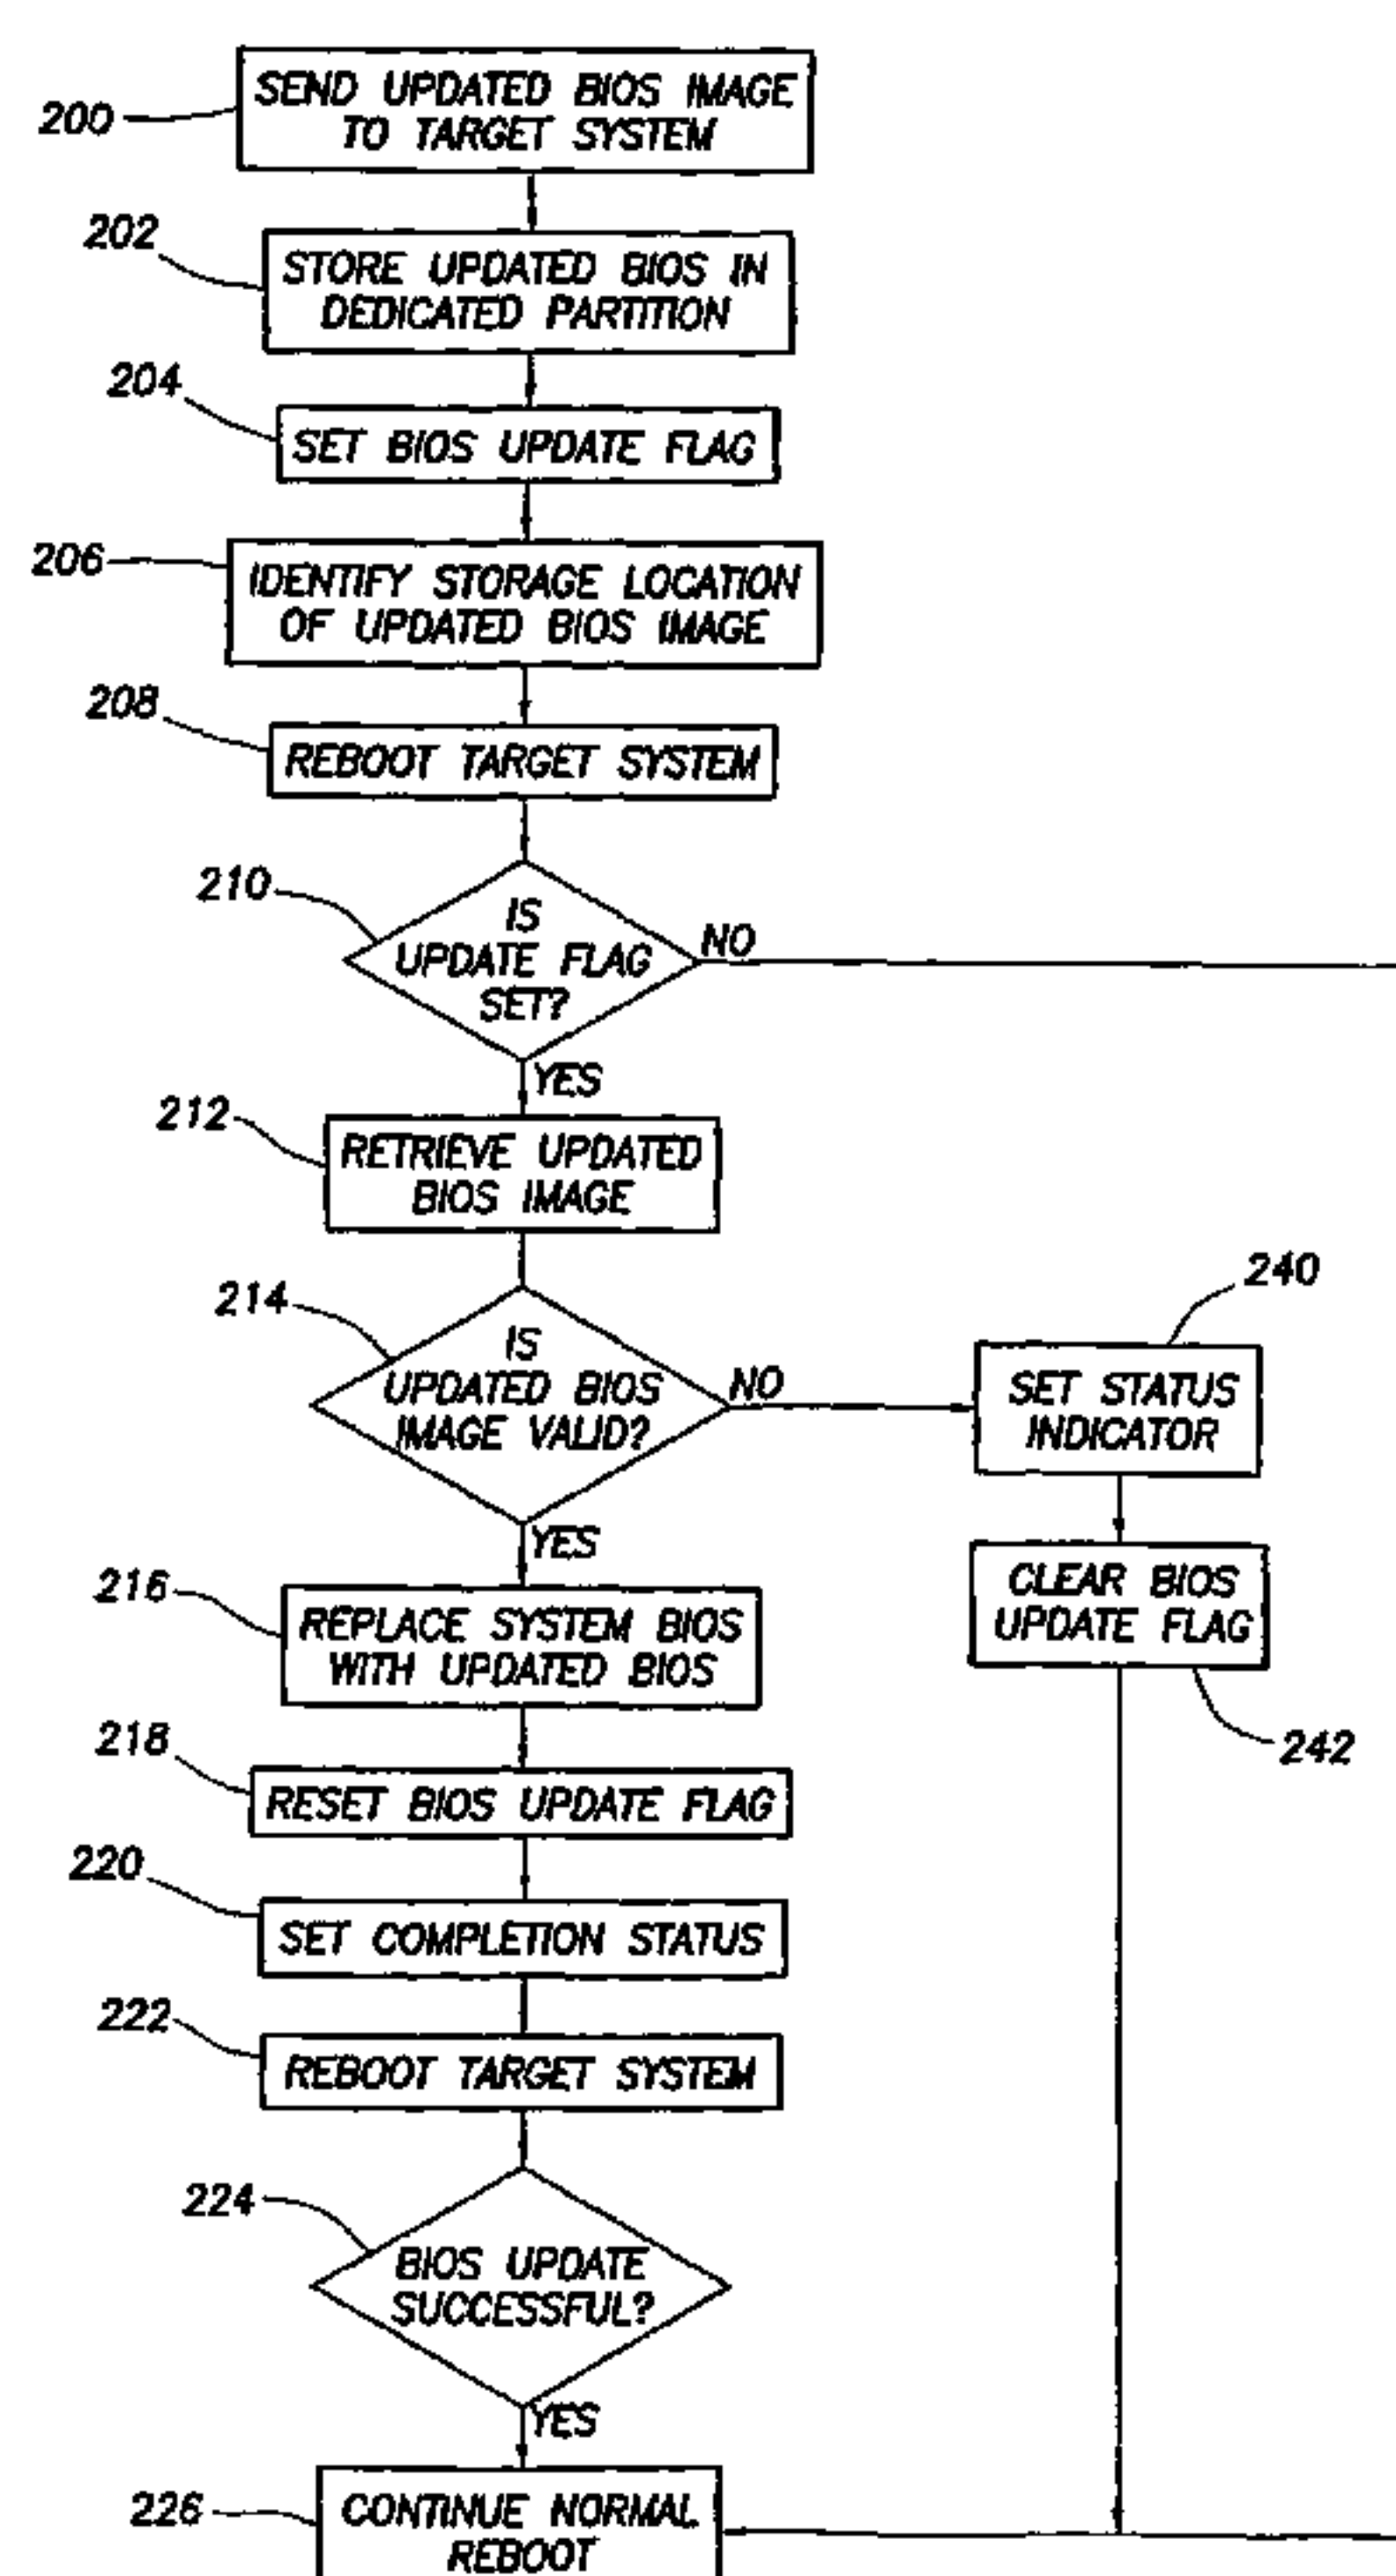 200
SEND UPDATED BIOS IMAGE
TO TARGET SYSTEM
202
STORE UPDATED BIOS IN
DEDICATED PARTITION
204
SET BIOS UPDATE FLAG
206
IDENTIFY STORAGE LOCATION
OF UPDATED BIOS IMAGE
208
REBOOT TARGET SYSTEM
210
IS
UPDATE FLAG
SET?
NO
YES
212
RETRIEVE UPDATED
BIOS IMAGE
214
IS
UPDATED BIOS
IMAGE VALID?
NO
240
SET STATUS
INDICATOR
YES
CLEAR BIOS
UPDATE FLAG
242
216
REPLACE SYSTEM BIOS
WITH UPDATED BIOS
218
RESET BIOS UPDATE FLAG
220
SET COMPLETION STATUS
222
REBOOT TARGET SYSTEM
224
BIOS UPDATE
SUCCESSFUL?
YES
226
CONTINUE NORMAL
REBOOT